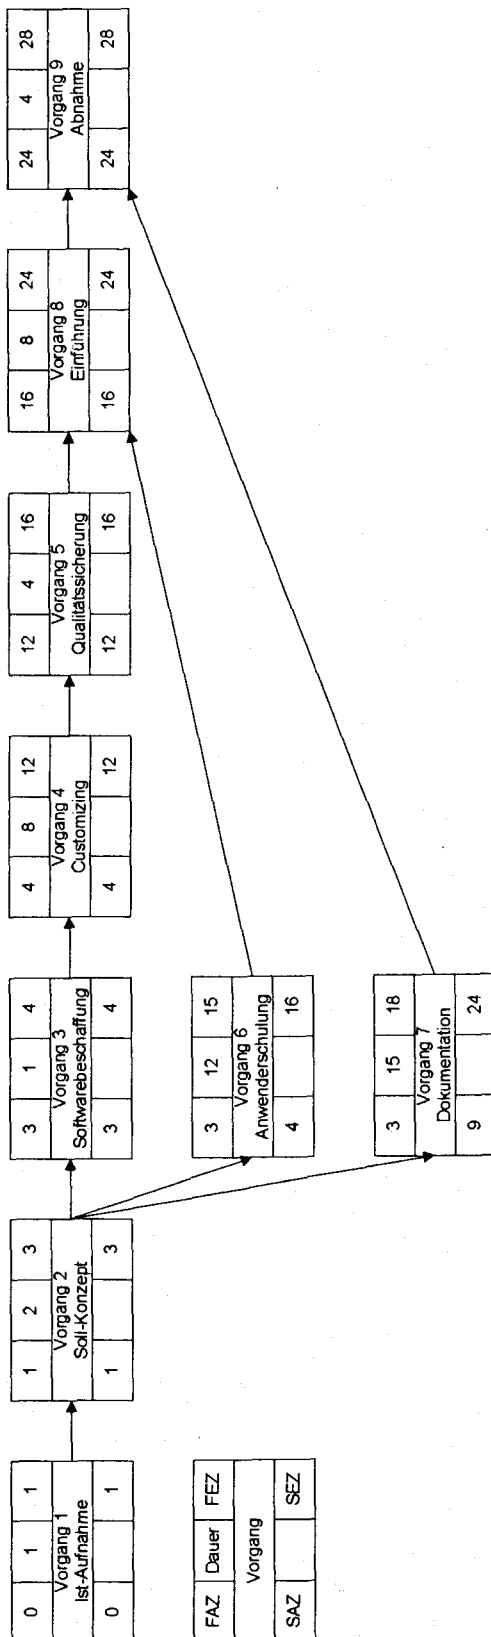 0 1 1
Vorgang 1
Ist-Aufnahme
0 1
1 2 3
Vorgang 2
Soll-Konzept
1 3
3 1 4
Vorgang 3
Softwarebeschaffung
3 4
4 8 12
Vorgang 4
Customizing
4 12
12 4 16
Vorgang 5
Qualitätssicherung
12 16
16 8 24
Vorgang 8
Einführung
16 24
24 4 28
Vorgang 9
Abnahme
24 28
3 12 15
Vorgang 6
Anwenderschulung
4 16
3 15 18
Vorgang 7
Dokumentation
9 24
FAZ Dauer FEZ
Vorgang
SAZ SEZ